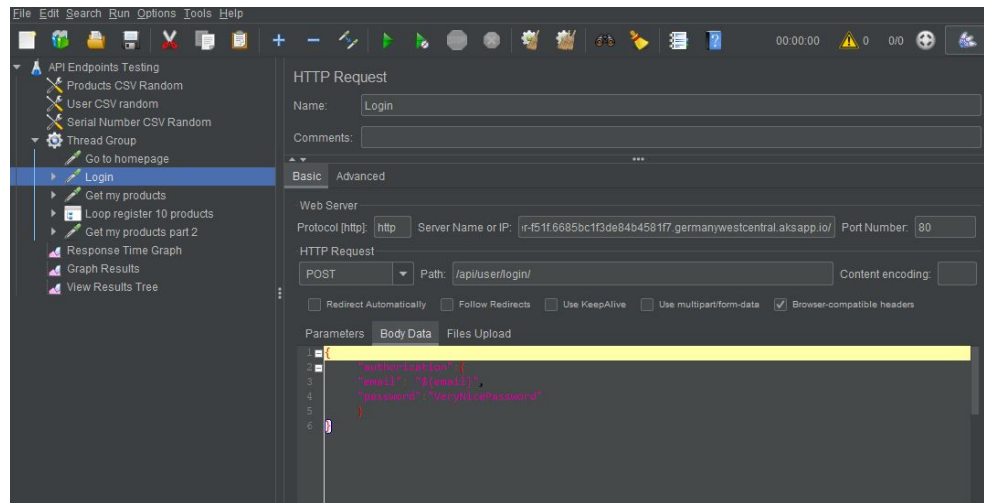 File Edit Search Run Options Tools Help
00:00:00 0 0/0
API Endpoints Testing
Products CSV Random
User CSV random
Serial Number CSV Random
Thread Group
Go to homepage
Login
Get my products
Loop register 10 products
Get my products part 2
Response Time Graph
Graph Results
View Results Tree
HTTP Request
Name: Login
Comments:
Basic Advanced
Web Server
Protocol [http]: http Server Name or IP: r-f51f.6685bc1f3de84b4581f7.germanywestcentral.aksapp.io/ Port Number: 80
HTTP Request
POST Path: /api/user/login/ Content encoding:
Redirect Automatically Follow Redirects Use KeepAlive Use multipart/form-data Browser-compatible headers
Parameters Body Data Files Upload
1 {
2 "authorisation":{
3 "email": "${email}",
4 "password":"VeryNicePassword"
5 }
6 }